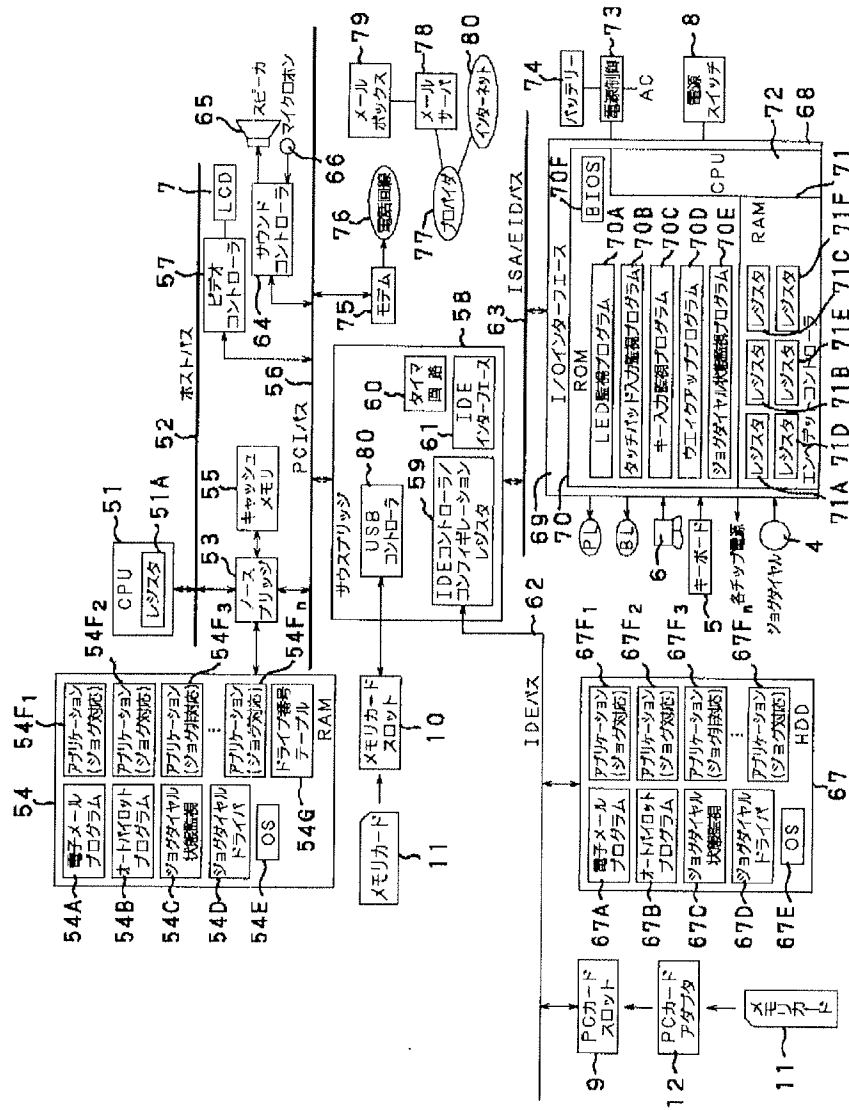 54
54F1
54F2
54F3
54Fn
54A
電子メール
プログラム
アプリケーション
(ジョグ対応)
54B
オートパイロット
プログラム
アプリケーション
(ジョグ対応)
54C
ジョグダイヤル
状態監視
アプリケーション
(ジョグ非対応)
54D
ジョグダイヤル
ドライバ
アプリケーション
(ジョグ対応)
54E
OS
ドライブ番号
テーブル
54G
RAM
51
CPU
51A
レジスタ
52
ホストバス
53
ノース
ブリッジ
55
キャッシュ
メモリ
56
PCIバス
57
ビデオ
コントローラ
7
LCD
64
サウンド
コントローラ
65
スピーカ
66
マイクロホン
75
モデム
76
電話回線
77
プロバイダ
78
メール
サーバ
79
メール
ボックス
80
インターネット
メモリカード
スロット
10
メモリカード
11
サウスブリッジ
58
USB
コントローラ
80
60
タイマ
回路
61
IDE
インターフェース
59
IDEコントローラ/
コンフィギレーション
レジスタ
62
IDEバス
63
ISA/EIDバス
67
HDD
67A
電子メール
プログラム
67F1
アプリケーション
(ジョグ対応)
67B
オートパイロット
プログラム
67F2
アプリケーション
(ジョグ対応)
67C
ジョグダイヤル
状態監視
67F3
アプリケーション
(ジョグ非対応)
67D
ジョグダイヤル
ドライバ
67Fn
アプリケーション
(ジョグ対応)
67E
OS
PCカード
スロット
9
PCカード
アダプタ
12
メモリカード
11
69
I/Oインターフェース
70
ROM
LED監視プログラム
70A
タッチパッド入力監視プログラム
70B
キー入力監視プログラム
70C
ウエイクアッププログラム
70D
ジョグダイヤル状態監視プログラム
70E
BIOS
70F
CPU
72
RAM
71
レジスタ
レジスタ
レジスタ
レジスタ
レジスタ
レジスタ
71A
71D
71B
71E
71C
71F
エンベデットコントローラ
68
PL
BL
6
キーボード
5
各チップ電源
ジョグダイヤル
4
バッテリー
74
電源制御
73
AC
電源
スイッチ
8